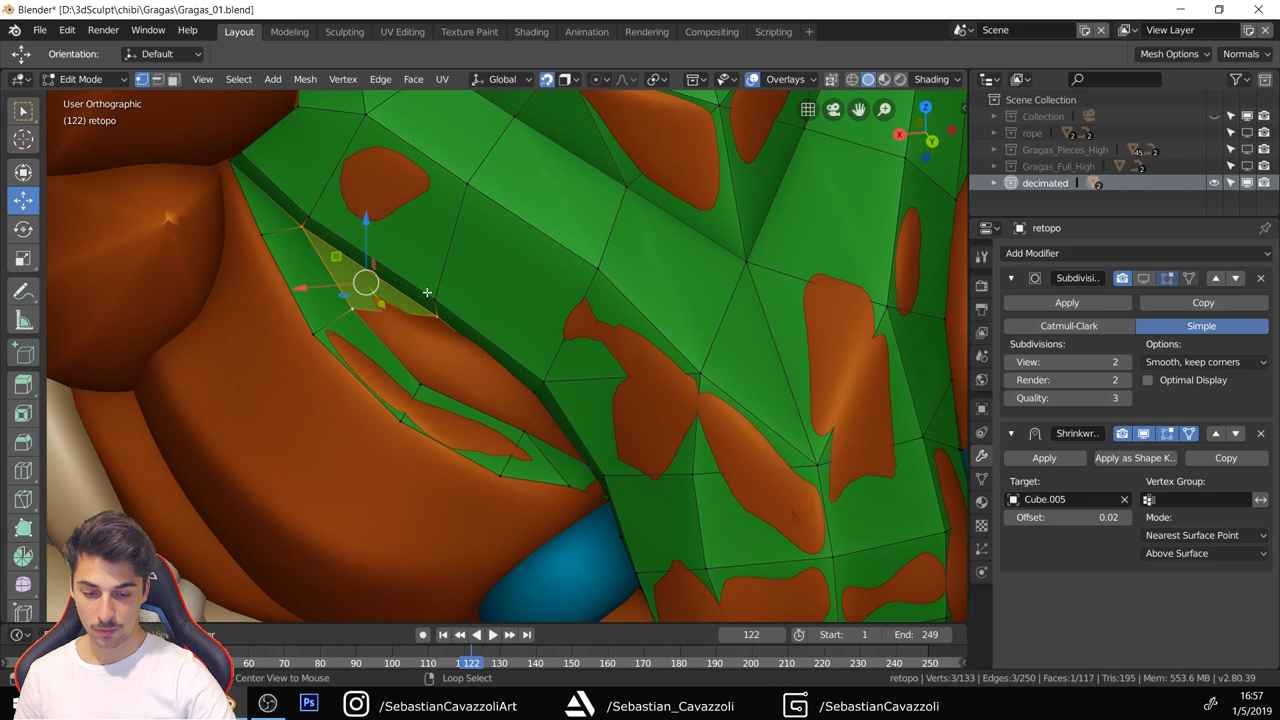 Blender* [D:\3dSculpt\chibi\Gragas\Gragas_01.blend]
File Edit Render Window Help
Layout Modeling Sculpting UV Editing Texture Paint Shading Animation Rendering Compositing Scripting +
Scene View Layer
Orientation: Default Mesh Options Normals
Edit Mode View Select Add Mesh Vertex Edge Face UV Global Overlays Shading
User Orthographic
(122) retopo
Z
X
Y
Scene Collection
Collection
rope 2 2
Gragas_Pieces_High 45 2
Gragas_Full_High 2
decimated 2
retopo
Add Modifier
Subdivisi..
Apply Copy
Catmull-Clark Simple
Subdivisions: Options:
View: 2 Smooth, keep corners
Render: 2 Optimal Display
Quality: 3
Shrinkwr..
Apply Apply as Shape K.. Copy
Target: Vertex Group:
Cube.005
Offset: 0.02 Mode:
Nearest Surface Point
Above Surface
122 Start: 1 End: 249
60 70 80 90 100 110 122 130 140 150 160 170 180 190 200 210 220 230 240 250
Center View to Mouse Loop Select retopo | Verts:3/133 | Edges:3/250 | Faces:1/117 | Tris:195 | Mem: 553.6 MB | v2.80.39
Ps /SebastianCavazzoliArt /Sebastian_Cavazzoli /SebastianCavazzoli
16:57
1/5/2019